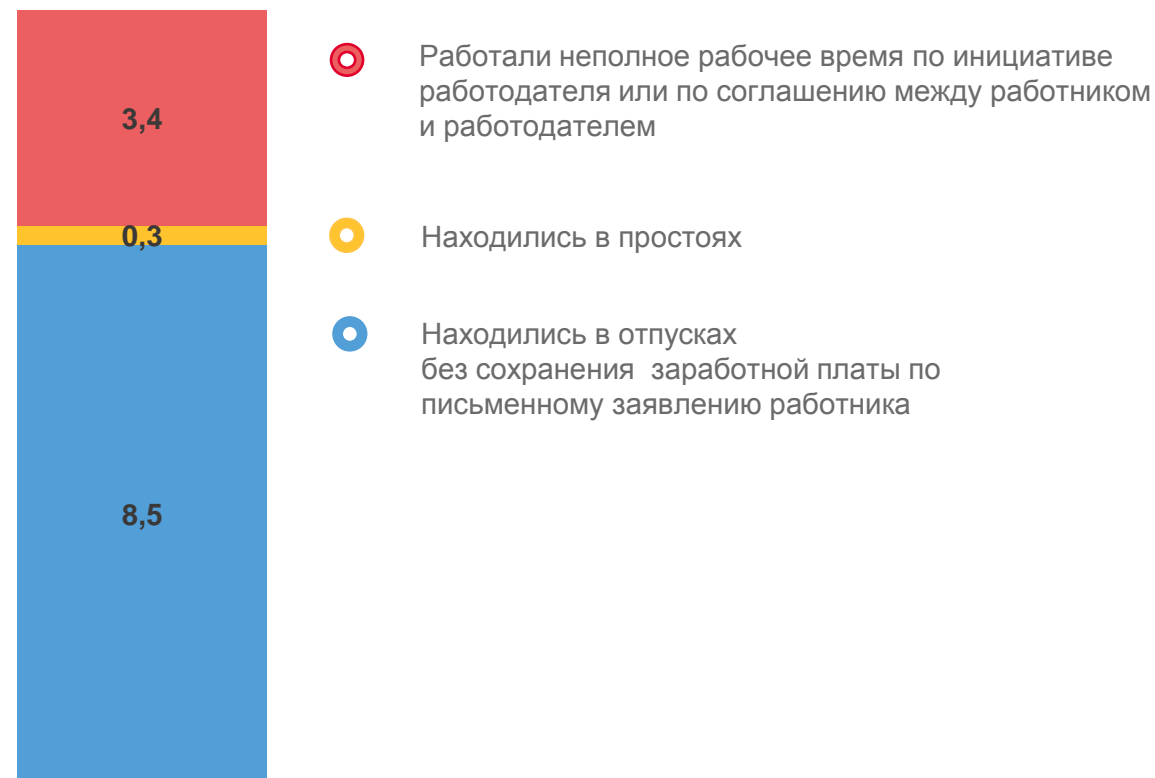 3,4
Работали неполное рабочее время по инициативе
работодателя или по соглашению между работником
и работодателем
0,3
Находились в простоях
Находились в отпусках
без сохранения  заработной платы по
письменному заявлению работника
8,5